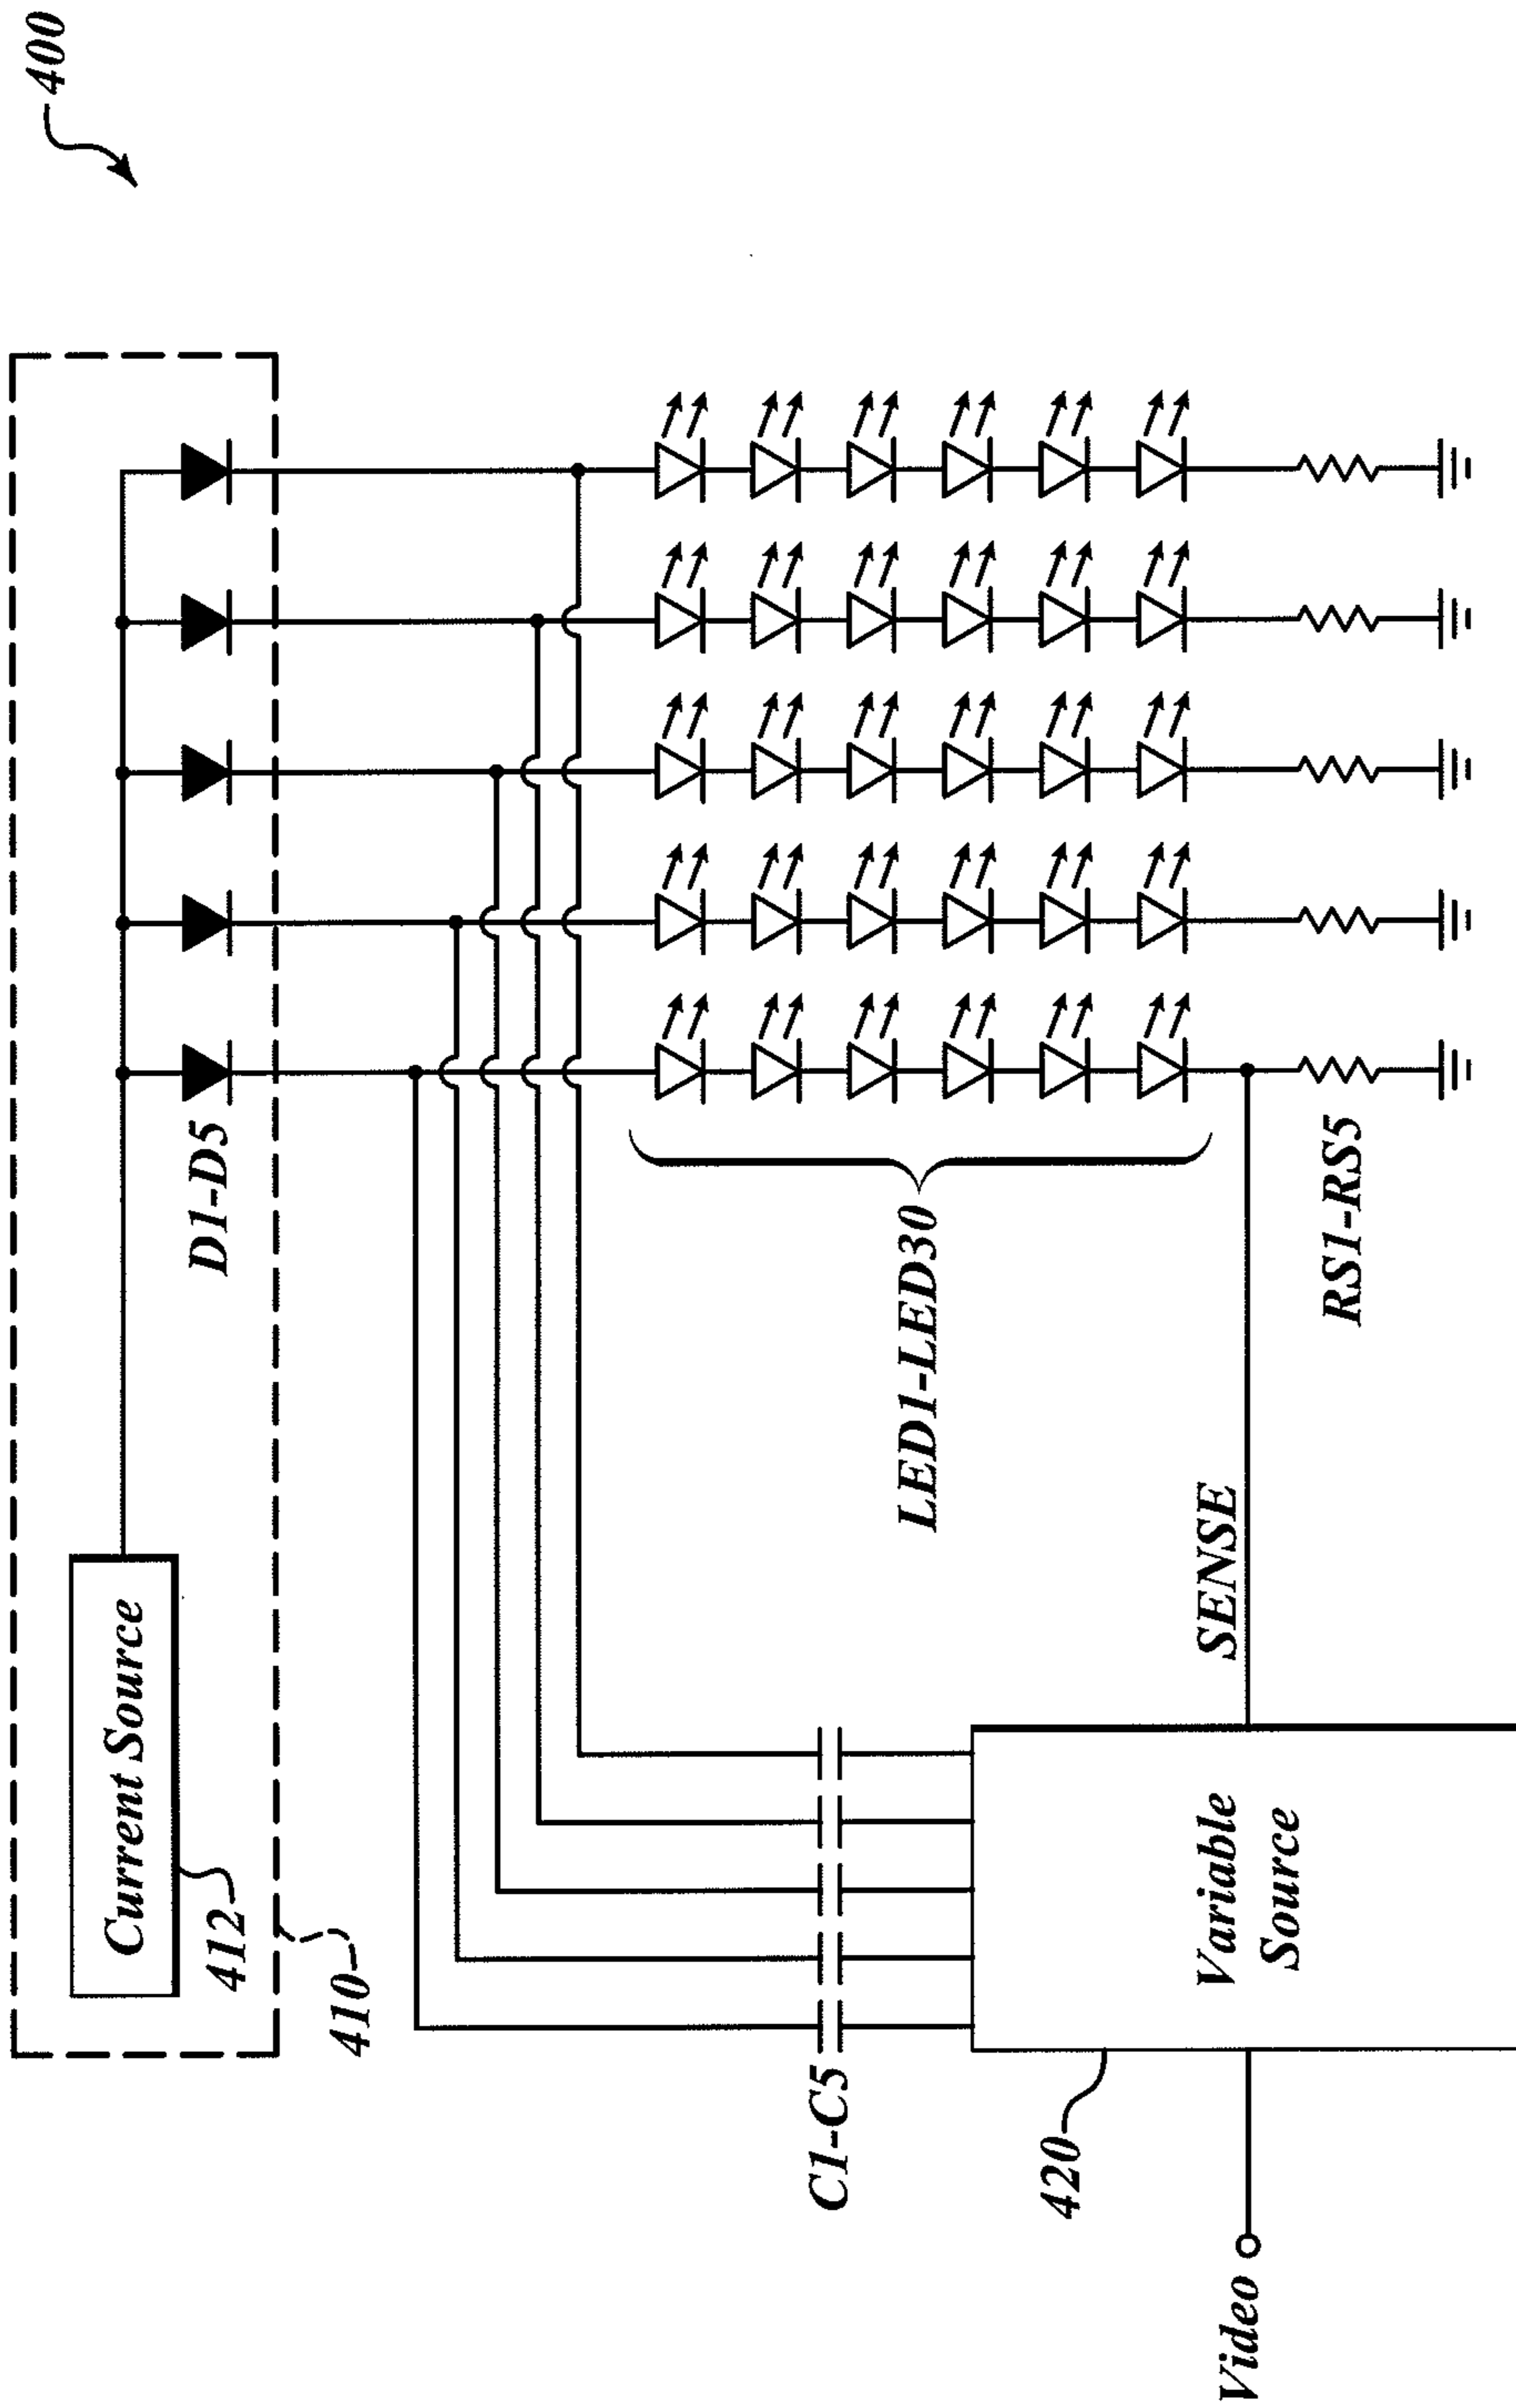 400
Current Source
412
410
D1-D5
LED1-LED30
C1-C5
420
Variable
Source
SENSE
RS1-RS5
Video